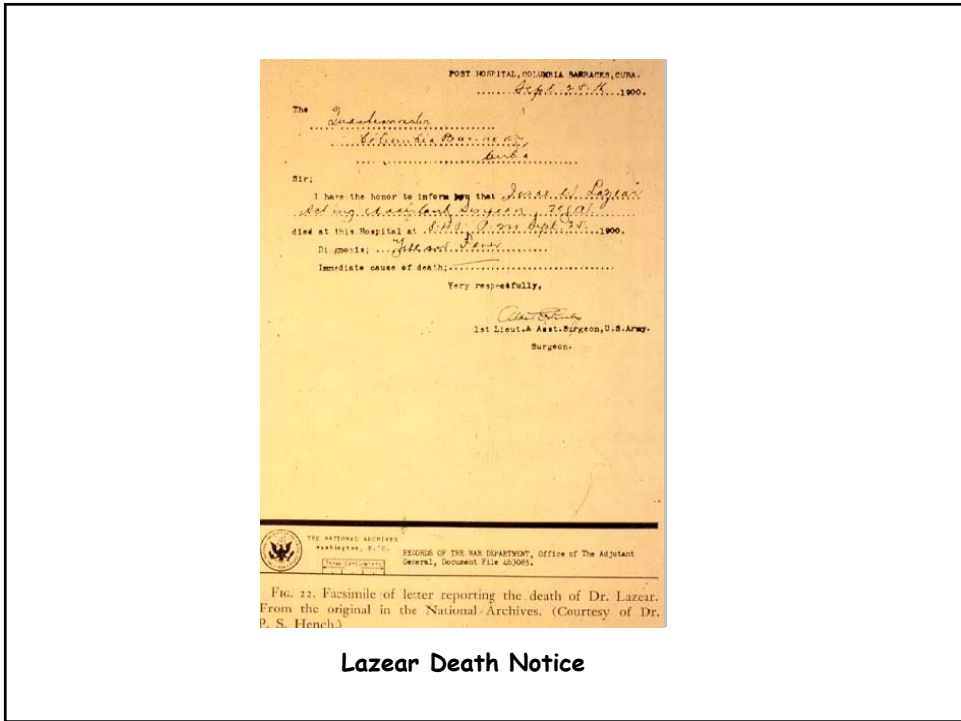 POST HOSPITAL, COLUMBIA BARRACKS, CUBA.
Sept. 25th 1900.
The Quartermaster
Columbia Barracks,
Cuba
Sir;
I have the honor to inform you that Jesse W. Lazear
Acting Assistant Surgeon, U.S.A.
died at this Hospital at 8:45 P.m Sept. 25. 1900.
Diagnosis; Yellow Fever
Immediate cause of death;
Very respectfully,
1st Lieut.& Asst.Surgeon,U.S.Army.
Surgeon.
THE NATIONAL ARCHIVES
Washington, D. C.
Three Centimeters
RECORDS OF THE WAR DEPARTMENT, Office of The Adjutant
General, Document File 463085.
FIG. 22. Facsimile of letter reporting the death of Dr. Lazear.
From the original in the National Archives. (Courtesy of Dr.
P. S. Hench.)
Lazear Death Notice